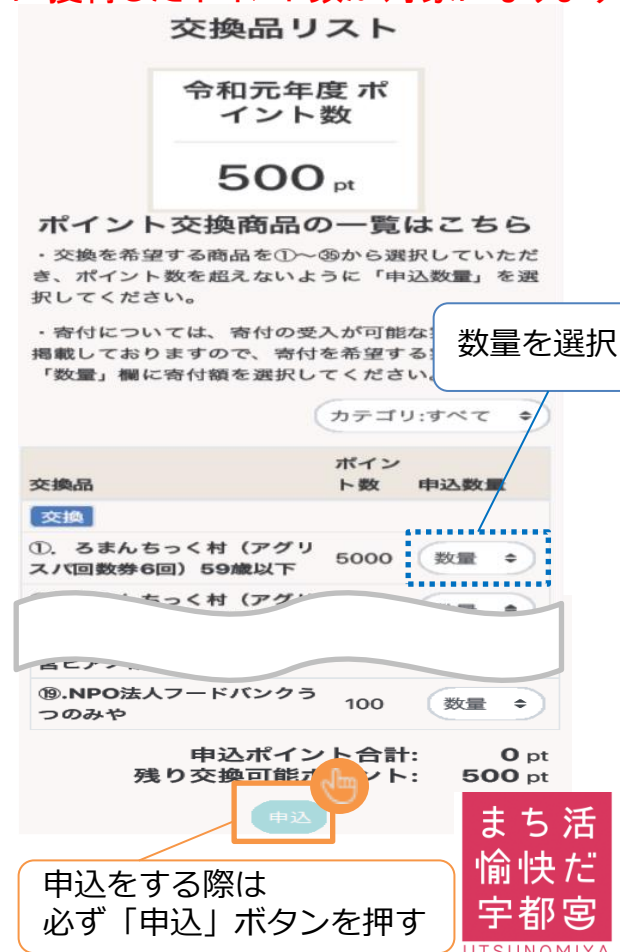 交換品リスト
令和元年度 ポ
イント数
500 pt
ポイント交換商品の一覧はこちら
・交換を希望する商品を①～㉟から選択していただ
き、ポイント数を超えないように「申込数量」を選
択してください。
・寄付については、寄付の受入が可能な
掲載しておりますので、寄付を希望する
「数量」欄に寄付額を選択してください。
数量を選択
カテゴリ:すべて
交換品
ポイン
ト数
申込数量
交換
①. ろまんちっく村（アグリ
スパ回数券6回）59歳以下
5000
数量
⑲.NPO法人フードバンクう
つのみや
100
数量
申込ポイント合計: 0 pt
残り交換可能ポイント: 500 pt
申込
申込をする際は
必ず「申込」ボタンを押す
まち活
愉快だ
宇都宮
UTSUNOMIYA